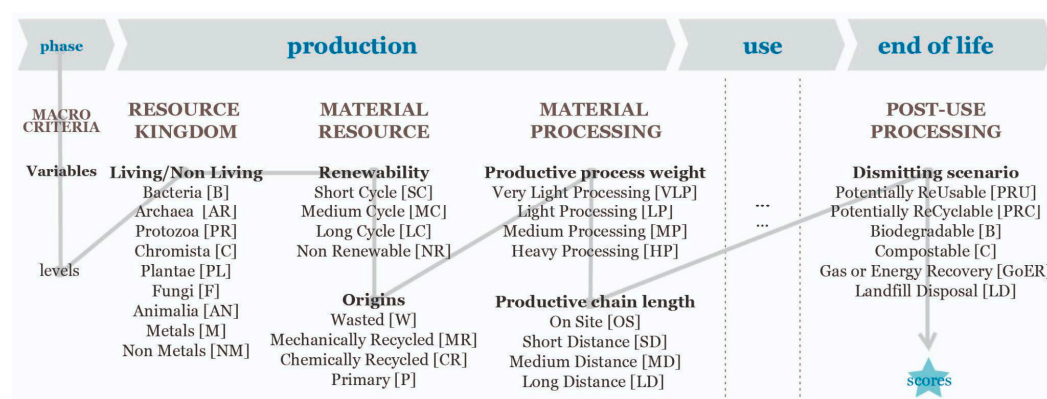 phase
production
use
end of life
MACRO
CRITERIA
RESOURCE
KINGDOM
MATERIAL
RESOURCE
MATERIAL
PROCESSING
POST-USE
PROCESSING
Variables
Living/Non Living
Bacteria [B]
Archaea [AR]
Protozoa [PR]
Chromista [C]
Plantae [PL]
Fungi [F]
Animalia [AN]
Metals [M]
Non Metals [NM]
levels
Renewability
Short Cycle [SC]
Medium Cycle [MC]
Long Cycle [LC]
Non Renewable [NR]
Origins
Wasted [W]
Mechanically Recycled [MR]
Chemically Recycled [CR]
Primary [P]
Productive process weight
Very Light Processing [VLP]
Light Processing [LP]
Medium Processing [MP]
Heavy Processing [HP]
Productive chain length
On Site [OS]
Short Distance [SD]
Medium Distance [MD]
Long Distance [LD]
...
...
Dismitting scenario
Potentially ReUsable [PRU]
Potentially ReCyclable [PRC]
Biodegradable [B]
Compostable [C]
Gas or Energy Recovery [GoER]
Landfill Disposal [LD]
scores